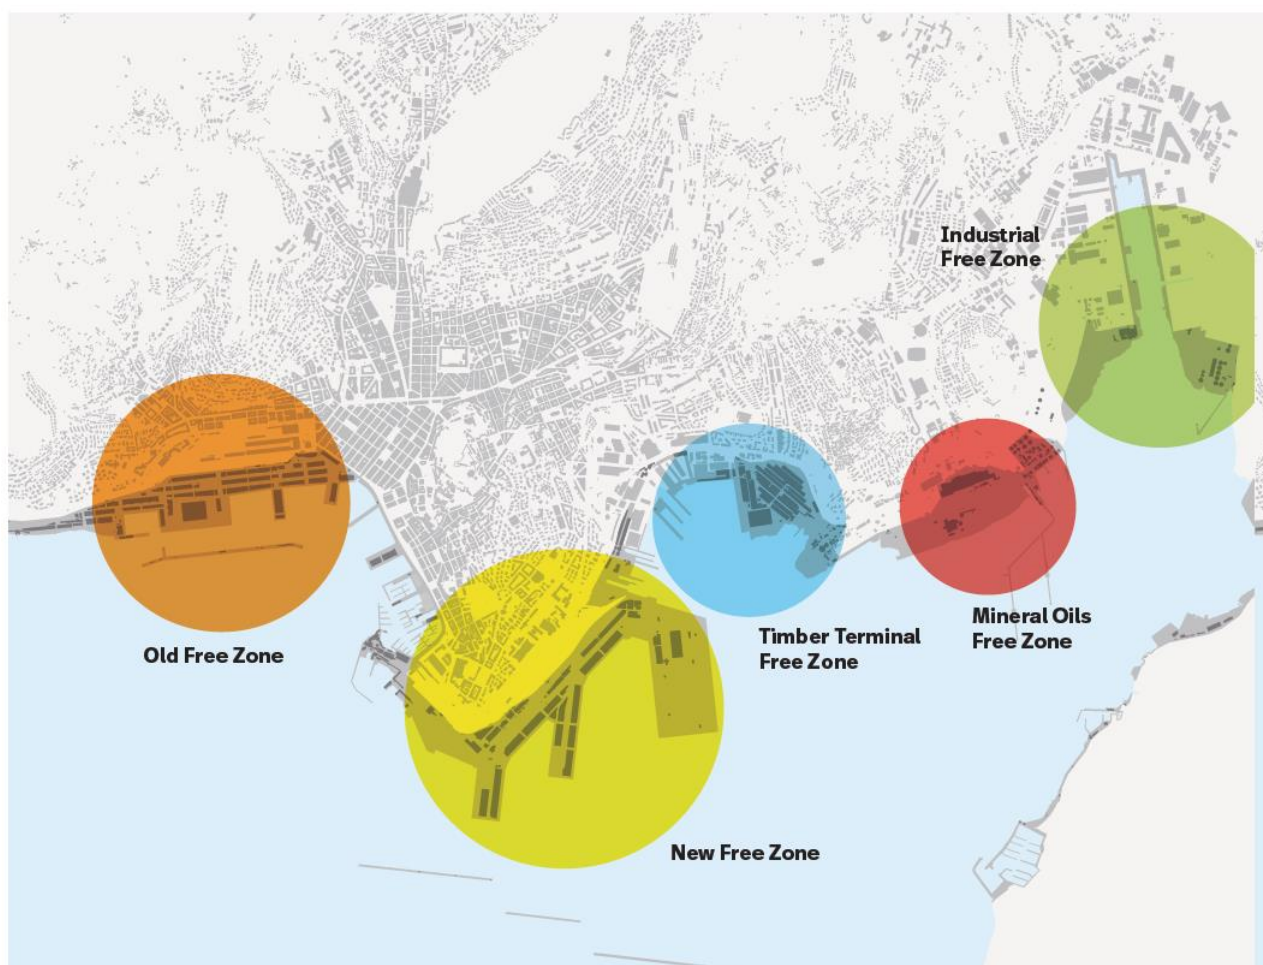 Industrial
Free Zone
Old Free Zone
Timber Terminal
Free Zone
Mineral Oils
Free Zone
New Free Zone